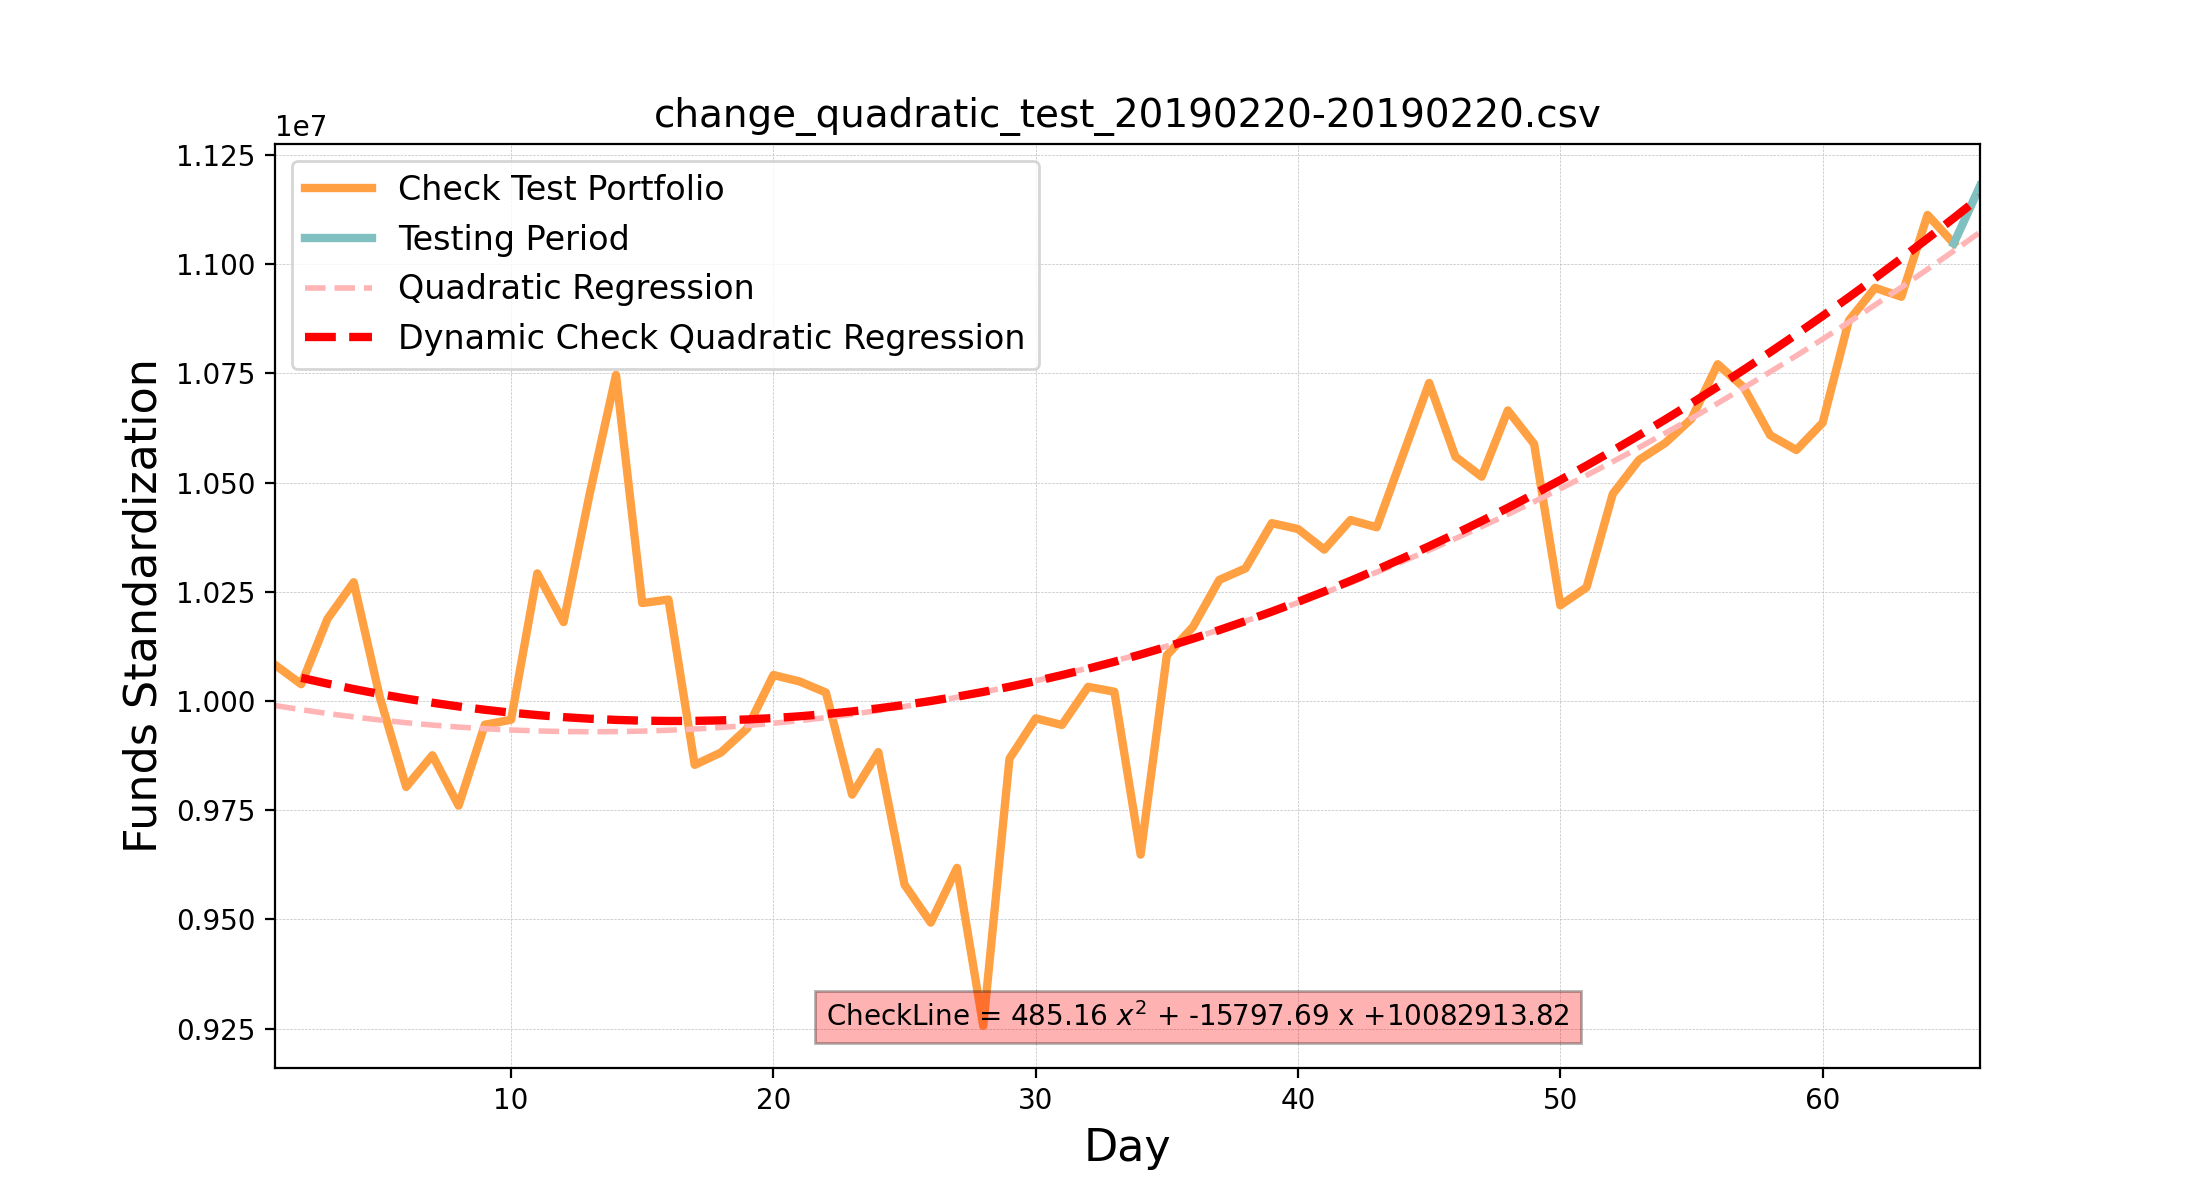 change_quadratic_test_20190220-20190220.csv
1e7
1.125
1.100
1.075
1.050
1.025
1.000
0.975
0.950
0.925
Funds Standardization
Check Test Portfolio
Testing Period
Quadratic Regression
Dynamic Check Quadratic Regression
CheckLine = 485.16 x² + -15797.69 x +10082913.82
10 20 30 40 50 60
Day